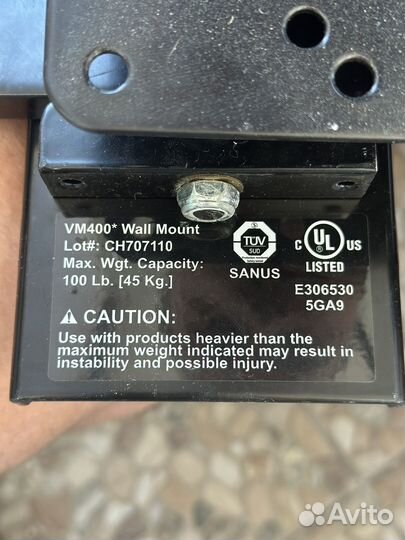 VM400* Wall Mount
Lot#: CH707110
Max. Wgt. Capacity:
100 Lb. [45 Kg.]
TÜV
SUD
SANUS
C UL US
LISTED
E306530
5GA9
⚠ CAUTION:
Use with products heavier than the
maximum weight indicated may result in
instability and possible injury.
Avito